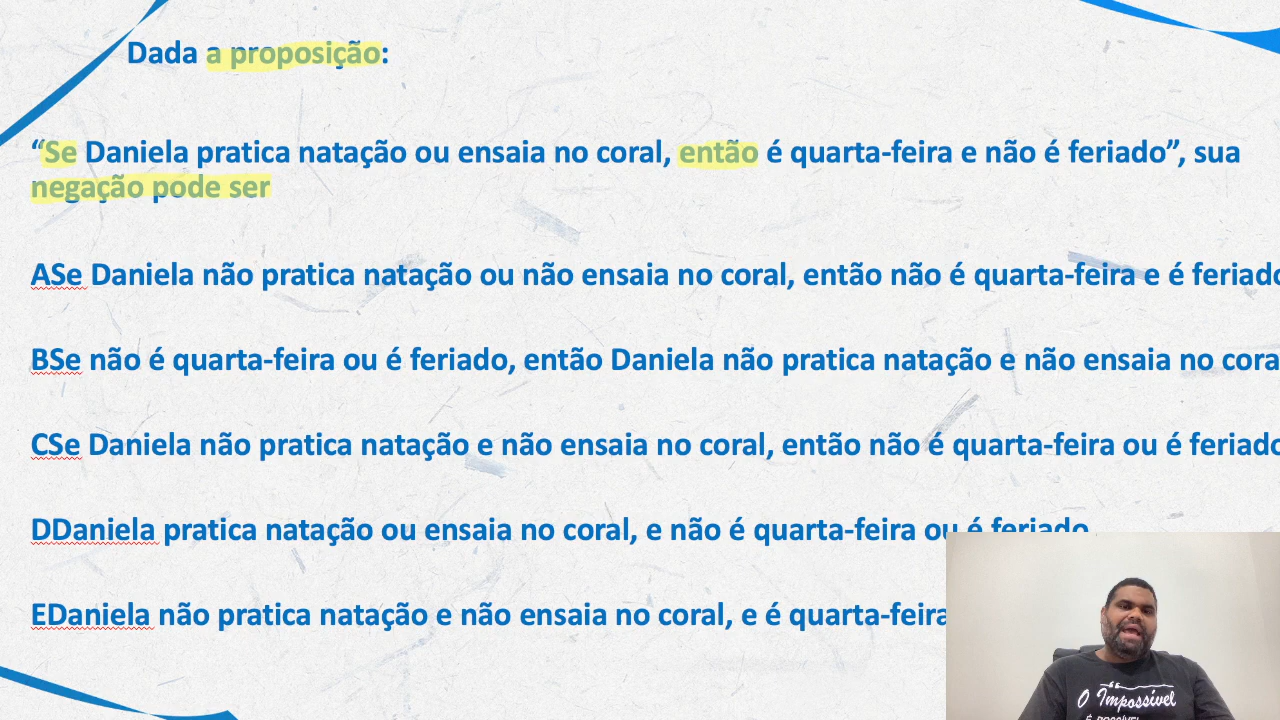 Dada a proposição:
“Se Daniela pratica natação ou ensaia no coral, então é quarta-feira e não é feriado”, sua
negação pode ser
ASe Daniela não pratica natação ou não ensaia no coral, então não é quarta-feira e é feriado
BSe não é quarta-feira ou é feriado, então Daniela não pratica natação e não ensaia no cora
CSe Daniela não pratica natação e não ensaia no coral, então não é quarta-feira ou é feriado
DDaniela pratica natação ou ensaia no coral, e não é quarta-feira ou é feriado
EDaniela não pratica natação e não ensaia no coral, e é quarta-feira
O Impossível